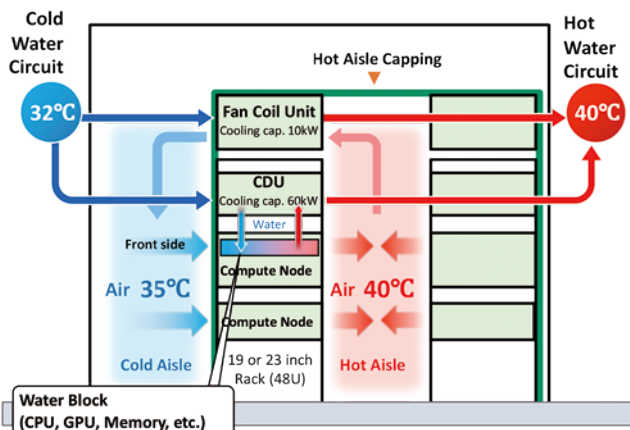 Cold
Water
Circuit
Hot
Water
Circuit
Hot Aisle Capping
32℃
Fan Coil Unit
Cooling cap. 10kW
40℃
CDU
Cooling cap. 60kW
Water
Front side
Compute Node
Air 35℃
Air 40℃
Compute Node
Cold Aisle
19 or 23 inch
Rack (48U)
Hot Aisle
Water Block
(CPU, GPU, Memory, etc.)